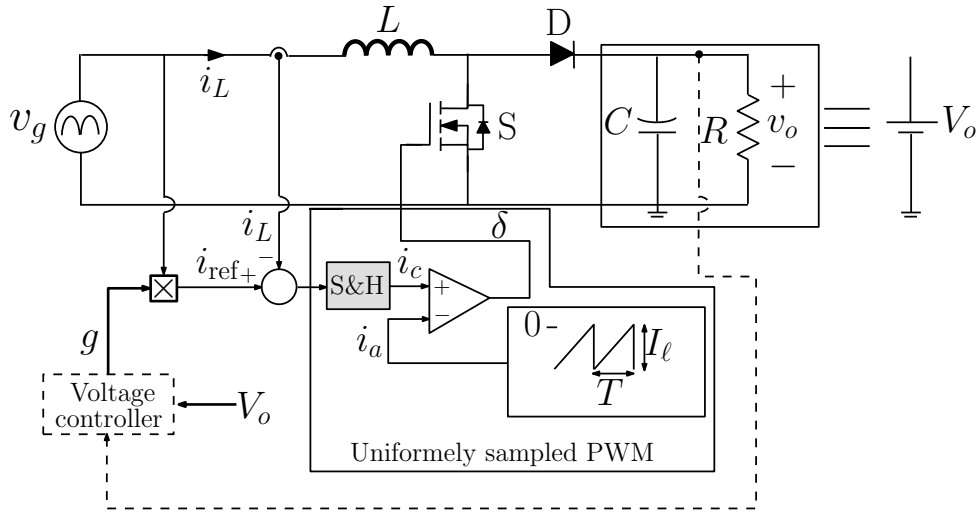 L
D
i_L
v_g
S
C
R
+
v_o
−
V_o
i_L
−
δ
i_ref
+
S&H
i_c
+
−
i_a
0-
I_ℓ
T
g
Voltage
controller
V_o
Uniformely sampled PWM